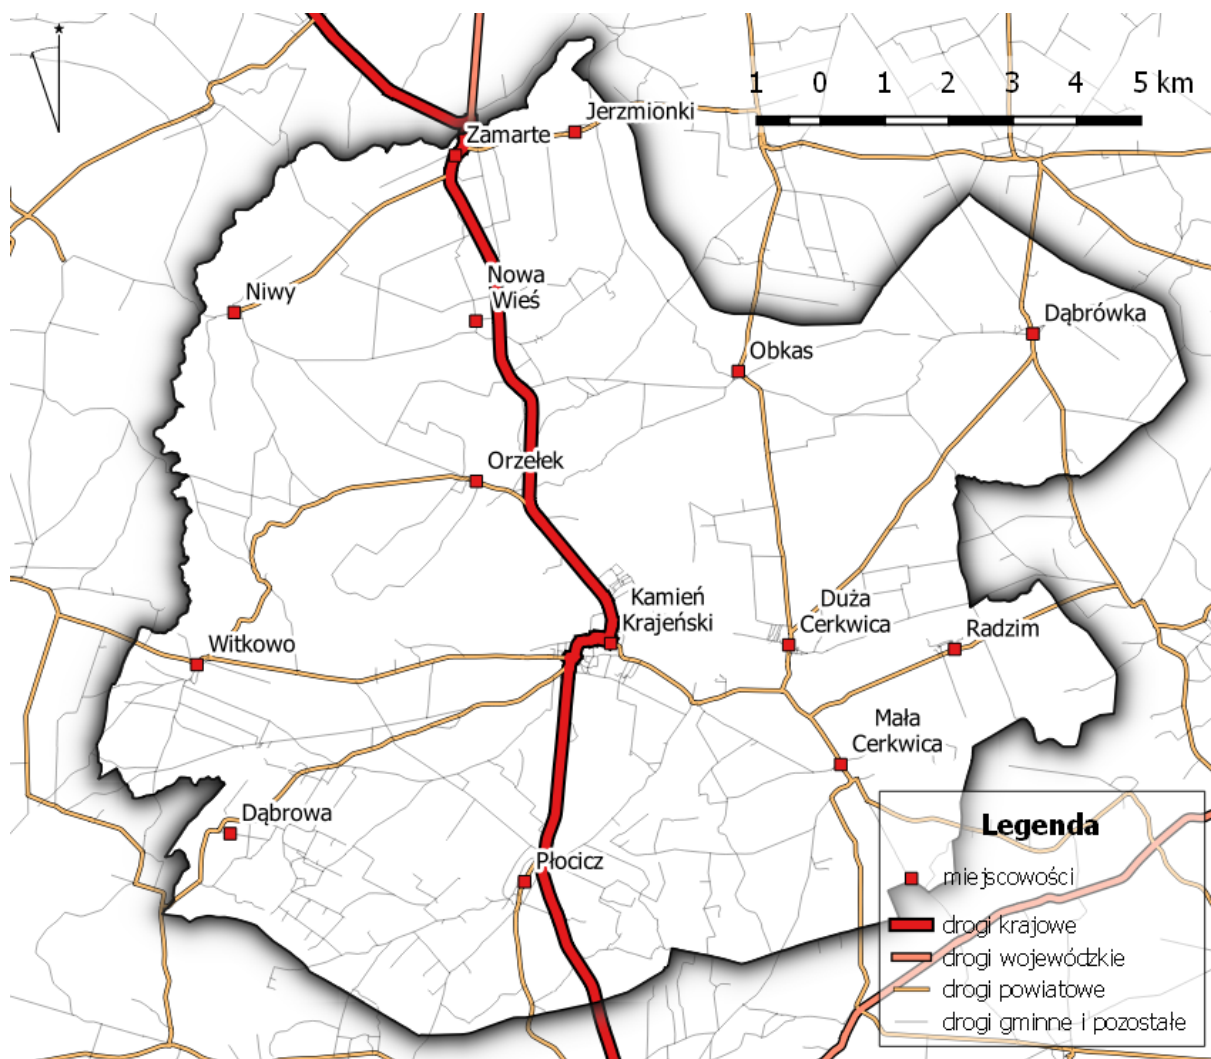 1 0 1 2 3 4 5 km
Jerzmionki
Zamarte
Nowa
Wieś
Niwy
Dąbrówka
Obkas
Orzełek
Kamień
Krajeński
Duża
Cerkwica
Radzim
Witkowo
Mała
Cerkwica
Dąbrowa
Płocicz
Legenda
miejscowości
drogi krajowe
drogi wojewódzkie
drogi powiatowe
drogi gminne i pozostałe